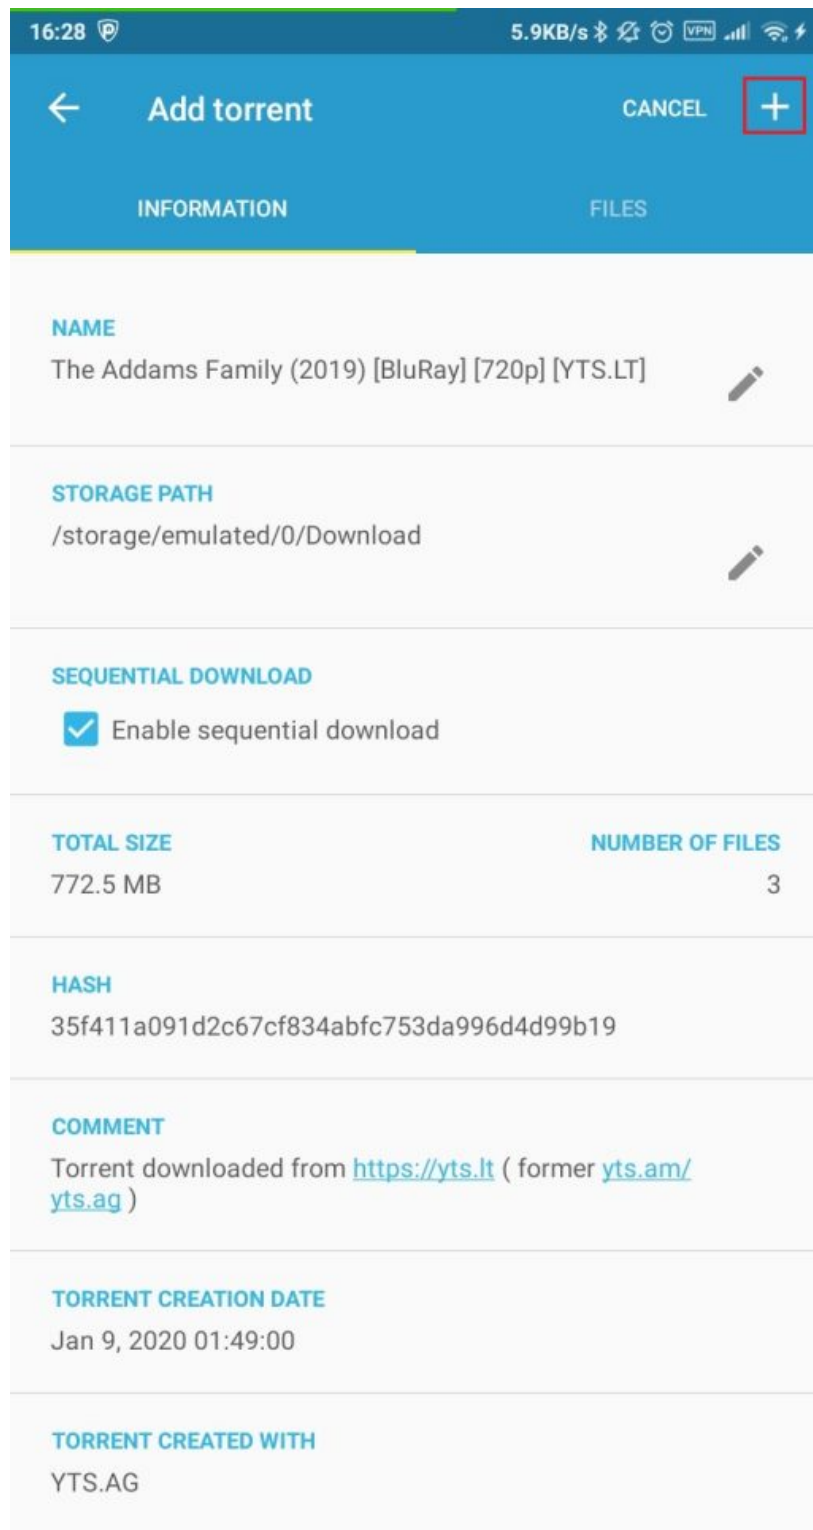 16:28 5.9KB/s VPN
Add torrent CANCEL
INFORMATION FILES
NAME
The Addams Family (2019) [BluRay] [720p] [YTS.LT]
STORAGE PATH
/storage/emulated/0/Download
SEQUENTIAL DOWNLOAD
Enable sequential download
TOTAL SIZE NUMBER OF FILES
772.5 MB 3
HASH
35f411a091d2c67cf834abfc753da996d4d99b19
COMMENT
Torrent downloaded from https://yts.lt ( former yts.am/
yts.ag )
TORRENT CREATION DATE
Jan 9, 2020 01:49:00
TORRENT CREATED WITH
YTS.AG